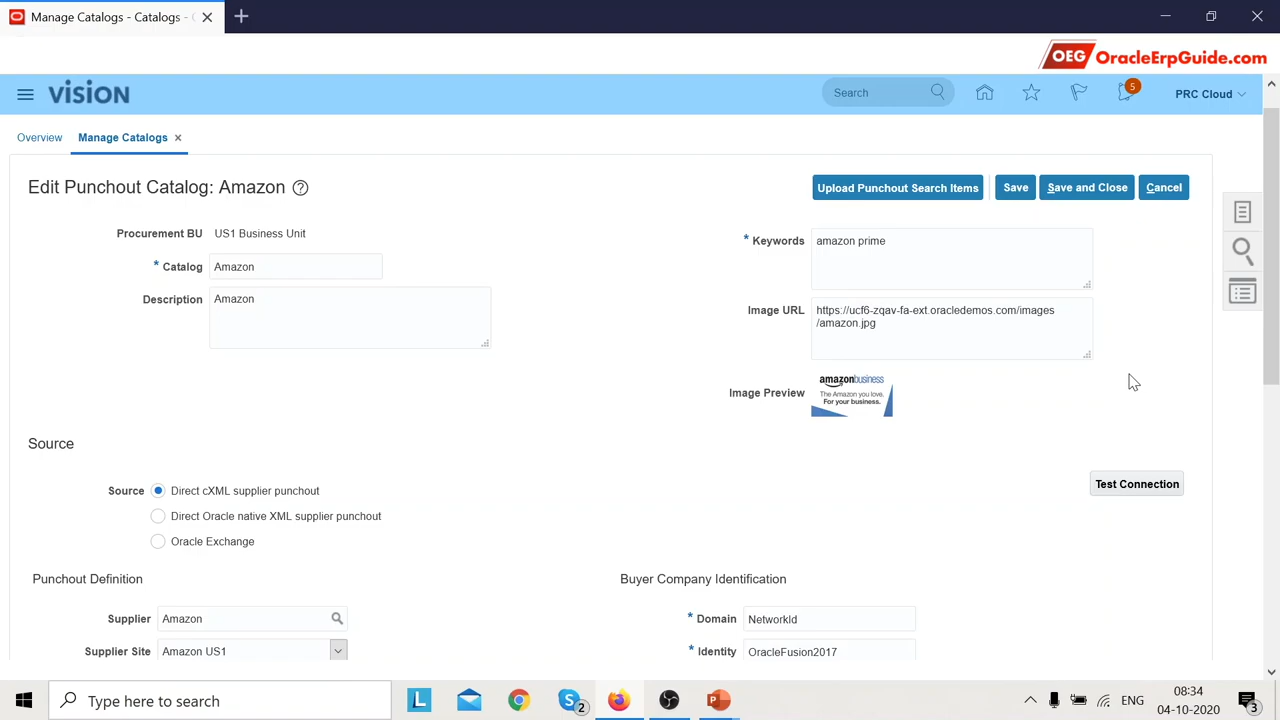 Manage Catalogs - Catalogs -
OEG OracleErpGuide.com
VISION
Search
5
PRC Cloud
Overview
Manage Catalogs
Edit Punchout Catalog: Amazon
Upload Punchout Search Items
Save
Save and Close
Cancel
Procurement BU US1 Business Unit
* Catalog Amazon
Description Amazon
* Keywords amazon prime
Image URL https://ucf6-zqav-fa-ext.oracledemos.com/images
/amazon.jpg
Image Preview
amazonbusiness
The Amazon you love.
For your business.
Source
Source Direct cXML supplier punchout
Direct Oracle native XML supplier punchout
Oracle Exchange
Test Connection
Punchout Definition
Supplier Amazon
Supplier Site Amazon US1
Buyer Company Identification
* Domain NetworkId
* Identity OracleFusion2017
Type here to search
L
2
ENG
08:34
04-10-2020
3